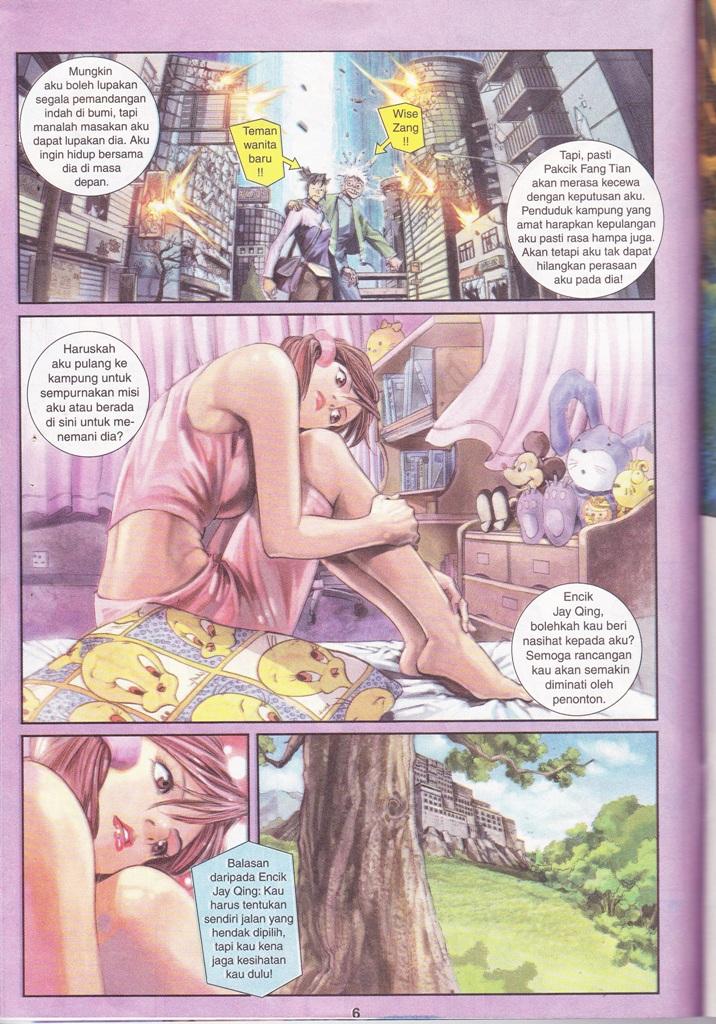 Mungkin
aku boleh lupakan
segala pemandangan
indah di bumi, tapi
manalah masakan aku
dapat lupakan dia. Aku
ingin hidup bersama
dia di masa
depan.
Teman
wanita
baru
!!
Wise
Zang
!!
Tapi, pasti
Pakcik Fang Tian
akan merasa kecewa
dengan keputusan aku.
Penduduk kampung yang
amat harapkan kepulangan
aku pasti rasa hampa juga.
Akan tetapi aku tak dapat
hilangkan perasaan
aku pada dia!
Haruskah
aku pulang ke
kampung untuk
sempurnakan misi
aku atau berada
di sini untuk me-
nemani dia?
Encik
Jay Qing,
bolehkah kau beri
nasihat kepada aku?
Semoga rancangan
kau akan semakin
diminati oleh
penonton.
Balasan
daripada Encik
Jay Qing: Kau
harus tentukan
sendiri jalan yang
hendak dipilih,
tapi kau kena
jaga kesihatan
kau dulu!
6